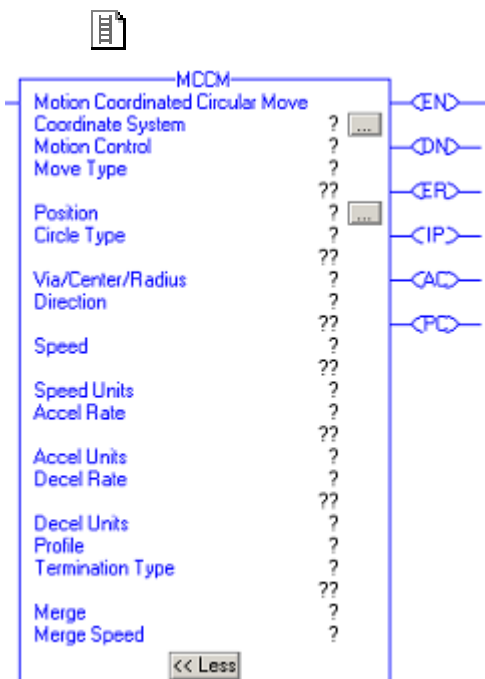 MCCM
Motion Coordinated Circular Move
Coordinate System ? ...
Motion Control ?
Move Type ?
??
Position ? ...
Circle Type ?
??
Via/Center/Radius ?
Direction ?
??
Speed ?
??
Speed Units ?
Accel Rate ?
??
Accel Units ?
Decel Rate ?
??
Decel Units ?
Profile ?
Termination Type ?
??
Merge ?
Merge Speed ?
<< Less
EN
DN
ER
IP
AC
PC